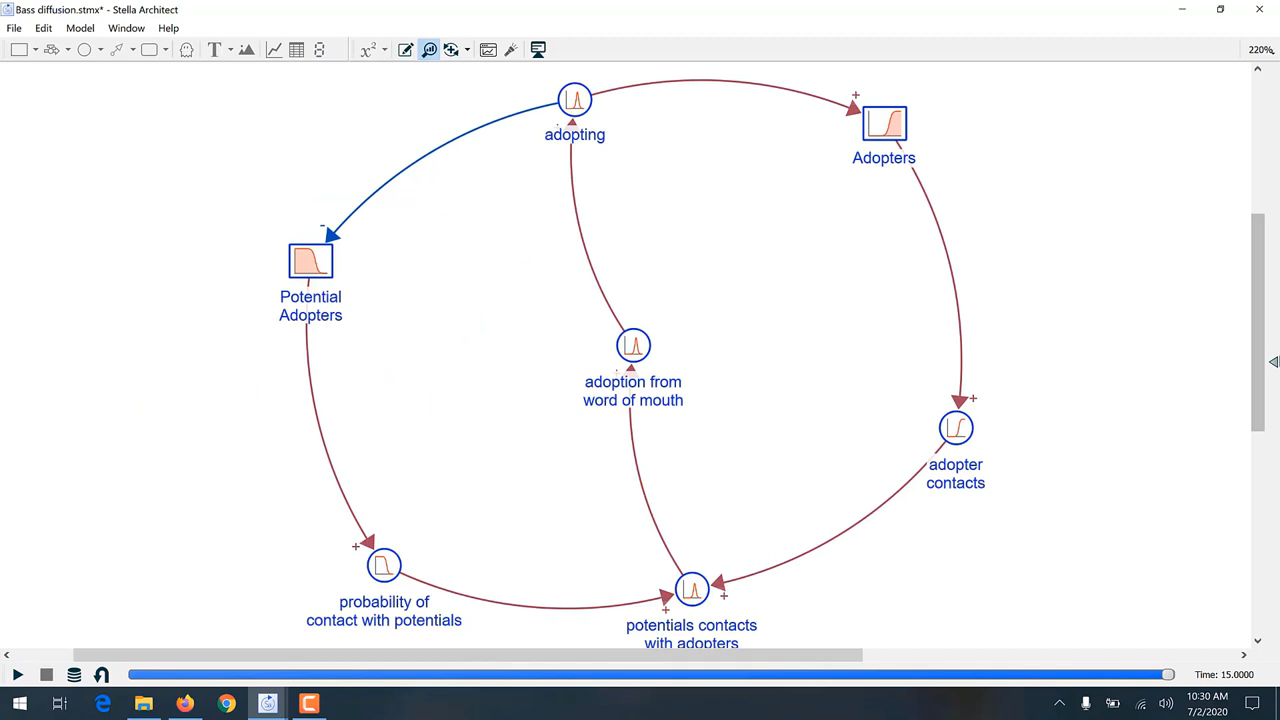 Bass diffusion.stmx* - Stella Architect
File Edit Model Window Help
T x² 220%
adopting
+
Adopters
-
Potential
Adopters
adoption from
word of mouth
+
adopter
contacts
+
probability of
contact with potentials
+
+
potentials contacts
with adopters
Time: 15.0000
10:30 AM
7/2/2020